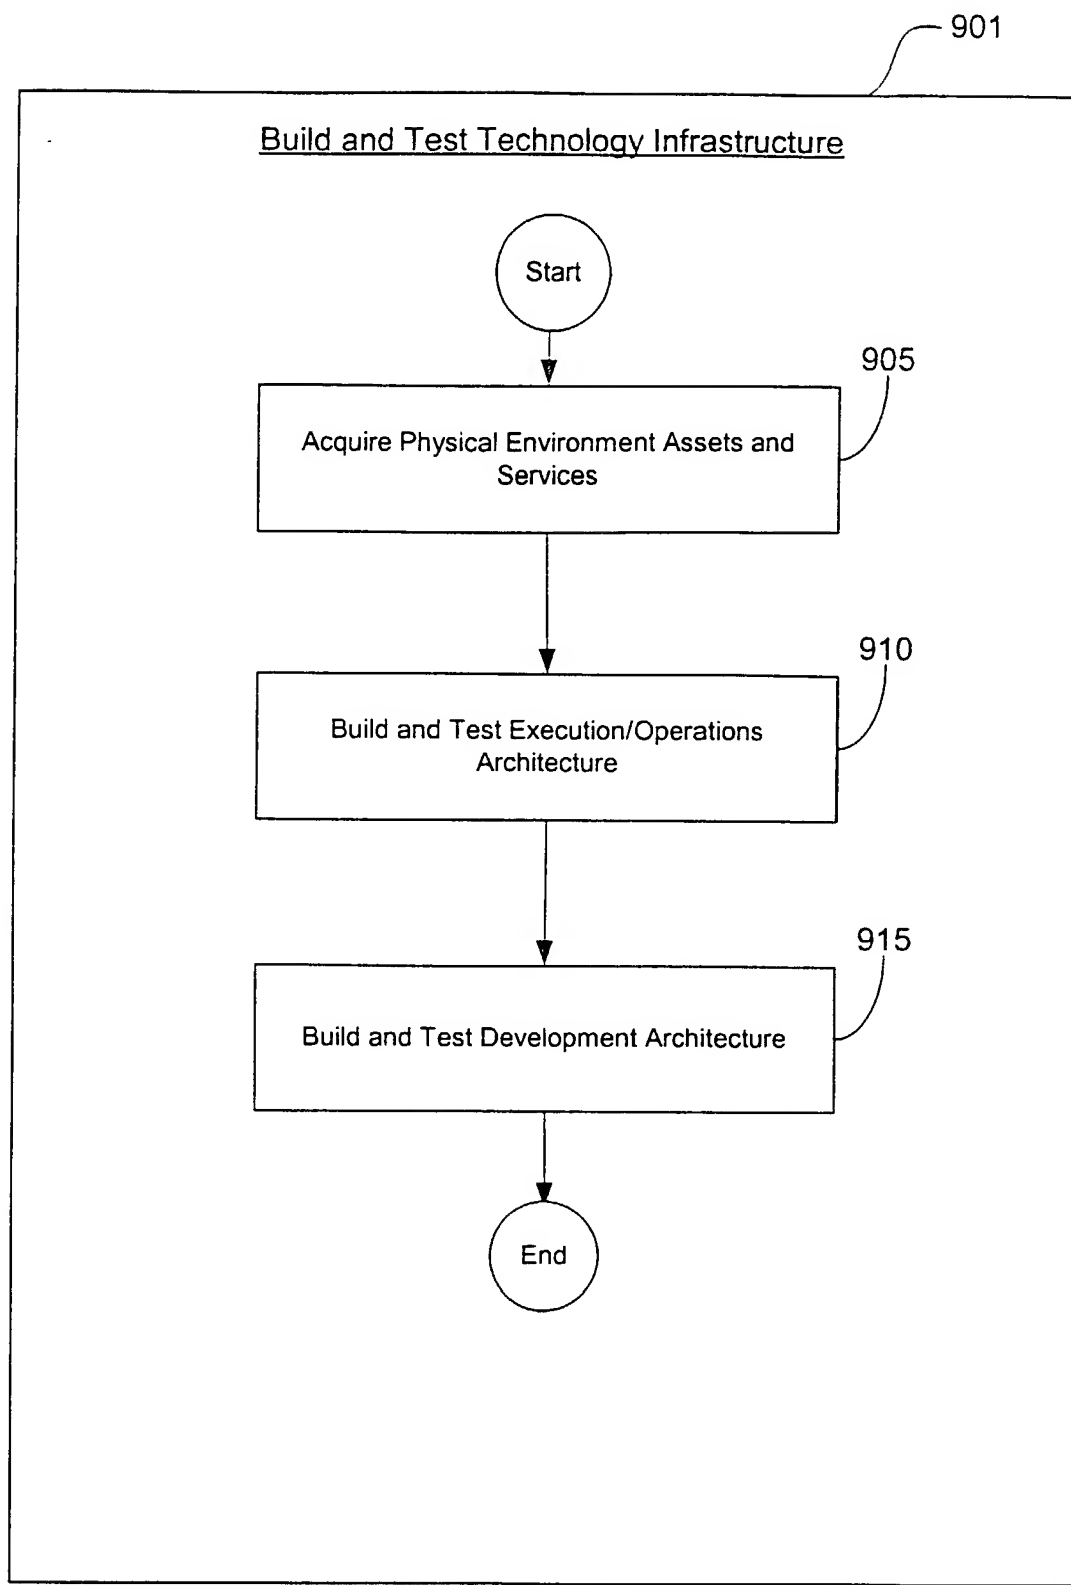 901
Build and Test Technology Infrastructure
Start
905
Acquire Physical Environment Assets and
Services
910
Build and Test Execution/Operations
Architecture
915
Build and Test Development Architecture
End